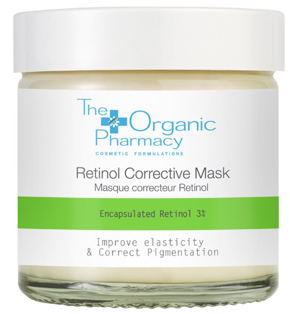 The Organic
Pharmacy
COSMETIC FORMULATIONS
Retinol Corrective Mask
Masque correcteur Retinol
Encapsulated Retinol 3%
Improve elasticity
& Correct Pigmentation